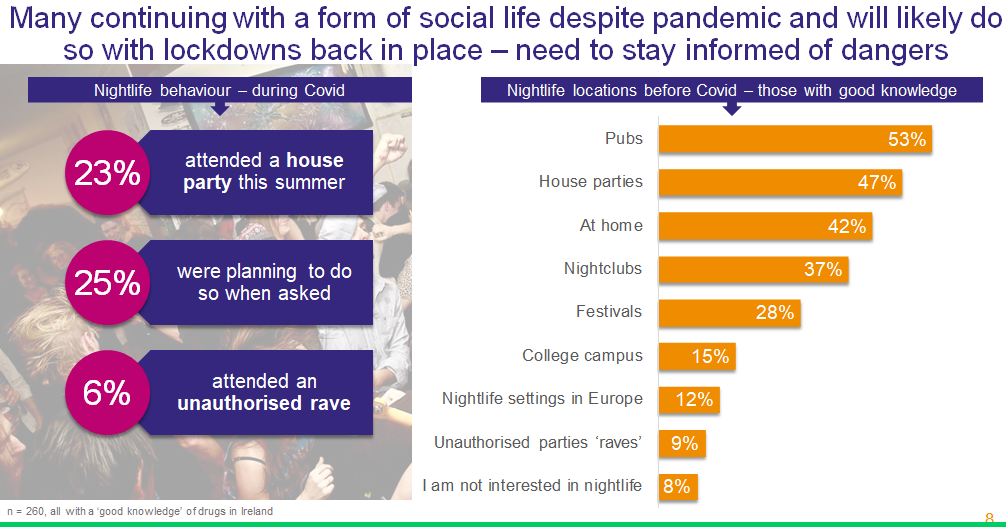 Many continuing with a form of social life despite pandemic and will likely do
so with lockdowns back in place – need to stay informed of dangers
Nightlife behaviour – during Covid
23%
attended a house
party this summer
25%
were planning to do
so when asked
6%
attended an
unauthorised rave
Nightlife locations before Covid – those with good knowledge
Pubs 53%
House parties 47%
At home 42%
Nightclubs 37%
Festivals 28%
College campus 15%
Nightlife settings in Europe 12%
Unauthorised parties ‘raves’ 9%
I am not interested in nightlife 8%
n = 260, all with a ‘good knowledge’ of drugs in Ireland
8